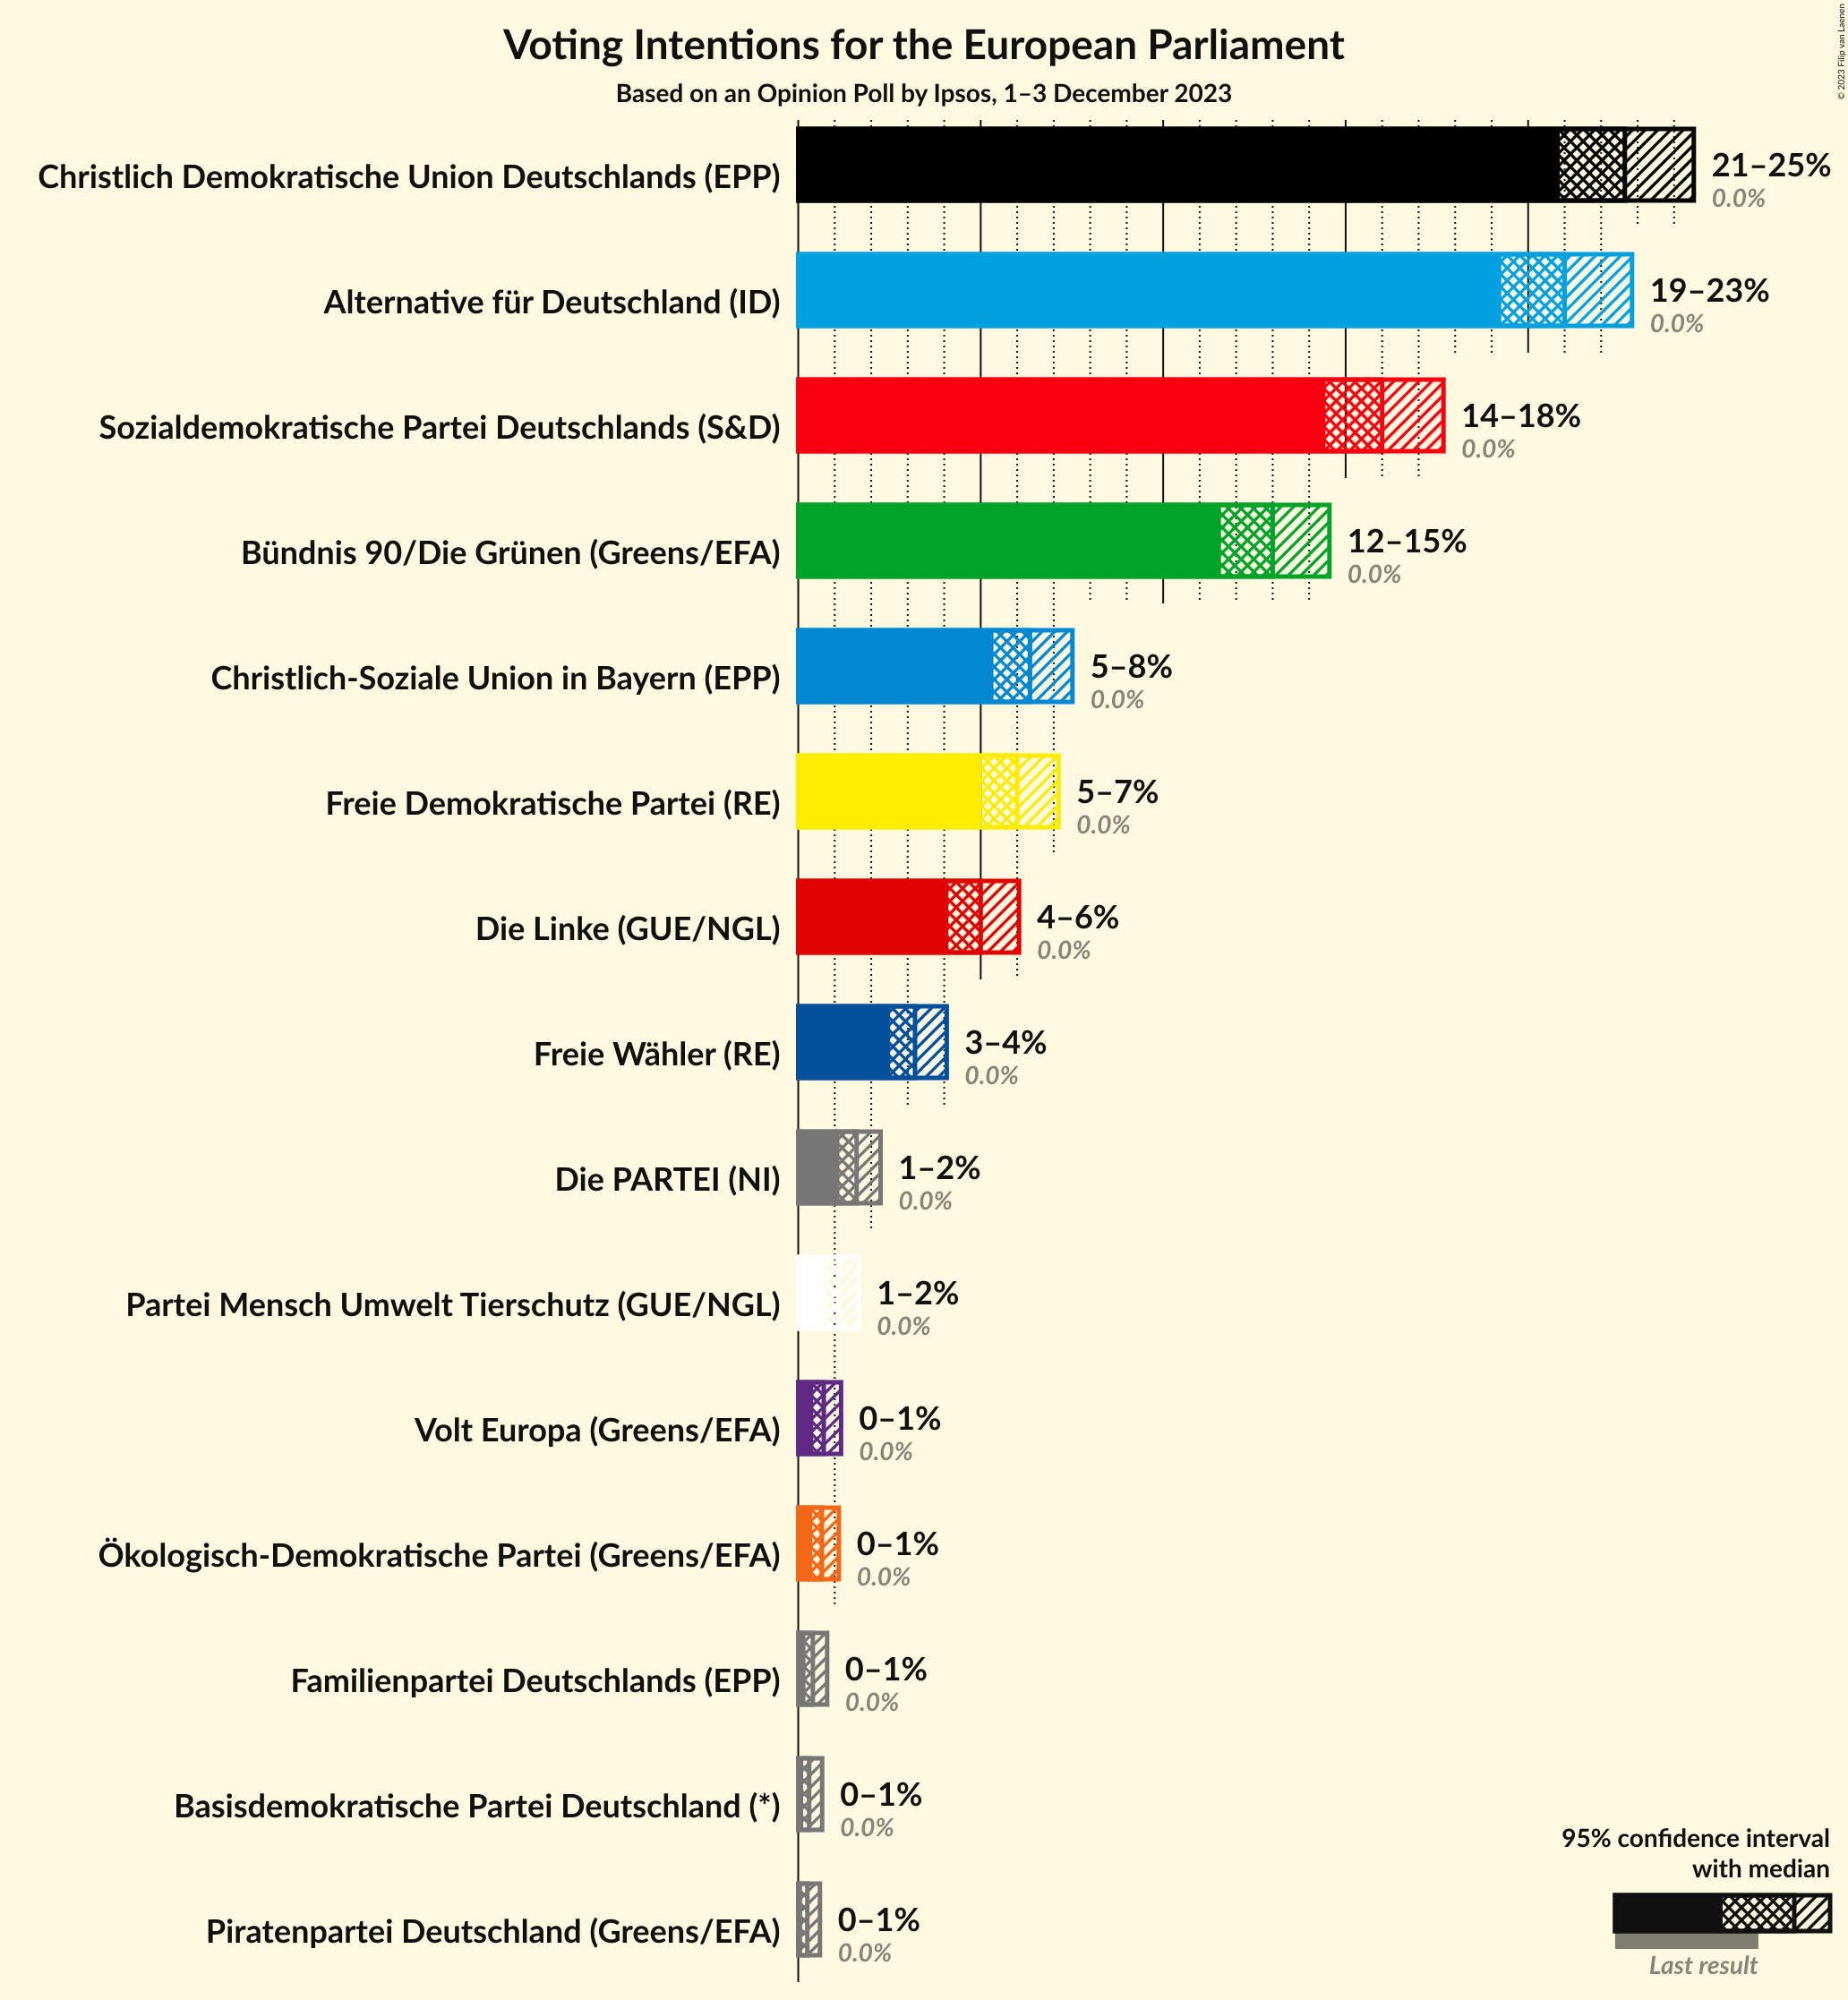 Voting Intentions for the European Parliament
Based on an Opinion Poll by Ipsos, 1–3 December 2023
© 2023 Filip van Laenen
Christlich Demokratische Union Deutschlands (EPP)
21–25%
0.0%
Alternative für Deutschland (ID)
19–23%
0.0%
Sozialdemokratische Partei Deutschlands (S&D)
14–18%
0.0%
Bündnis 90/Die Grünen (Greens/EFA)
12–15%
0.0%
Christlich-Soziale Union in Bayern (EPP)
5–8%
0.0%
Freie Demokratische Partei (RE)
5–7%
0.0%
Die Linke (GUE/NGL)
4–6%
0.0%
Freie Wähler (RE)
3–4%
0.0%
Die PARTEI (NI)
1–2%
0.0%
Partei Mensch Umwelt Tierschutz (GUE/NGL)
1–2%
0.0%
Volt Europa (Greens/EFA)
0–1%
0.0%
Ökologisch-Demokratische Partei (Greens/EFA)
0–1%
0.0%
Familienpartei Deutschlands (EPP)
0–1%
0.0%
Basisdemokratische Partei Deutschland (*)
0–1%
0.0%
Piratenpartei Deutschland (Greens/EFA)
0–1%
0.0%
95% confidence interval
with median
Last result